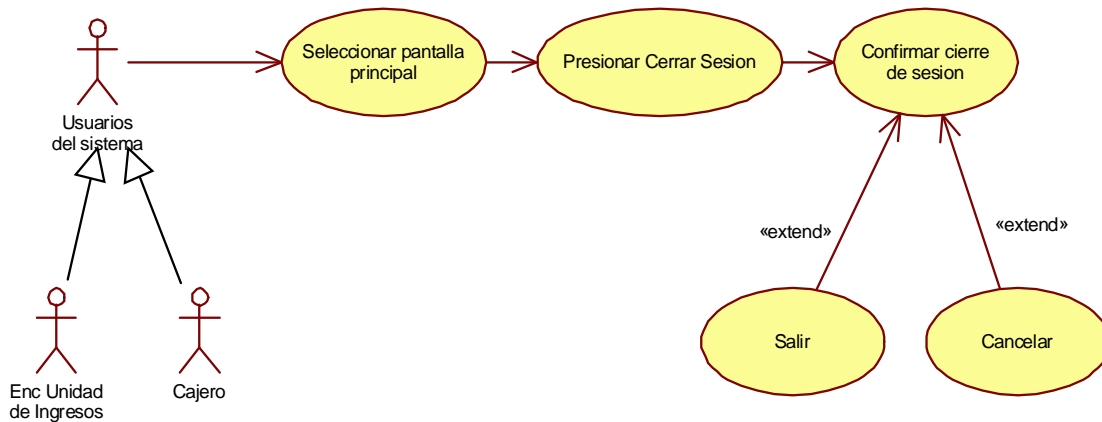 Seleccionar pantalla
principal
Presionar Cerrar Sesion
Confirmar cierre
de sesion
Usuarios
del sistema
«extend»
«extend»
Salir
Cancelar
Enc Unidad
de Ingresos
Cajero